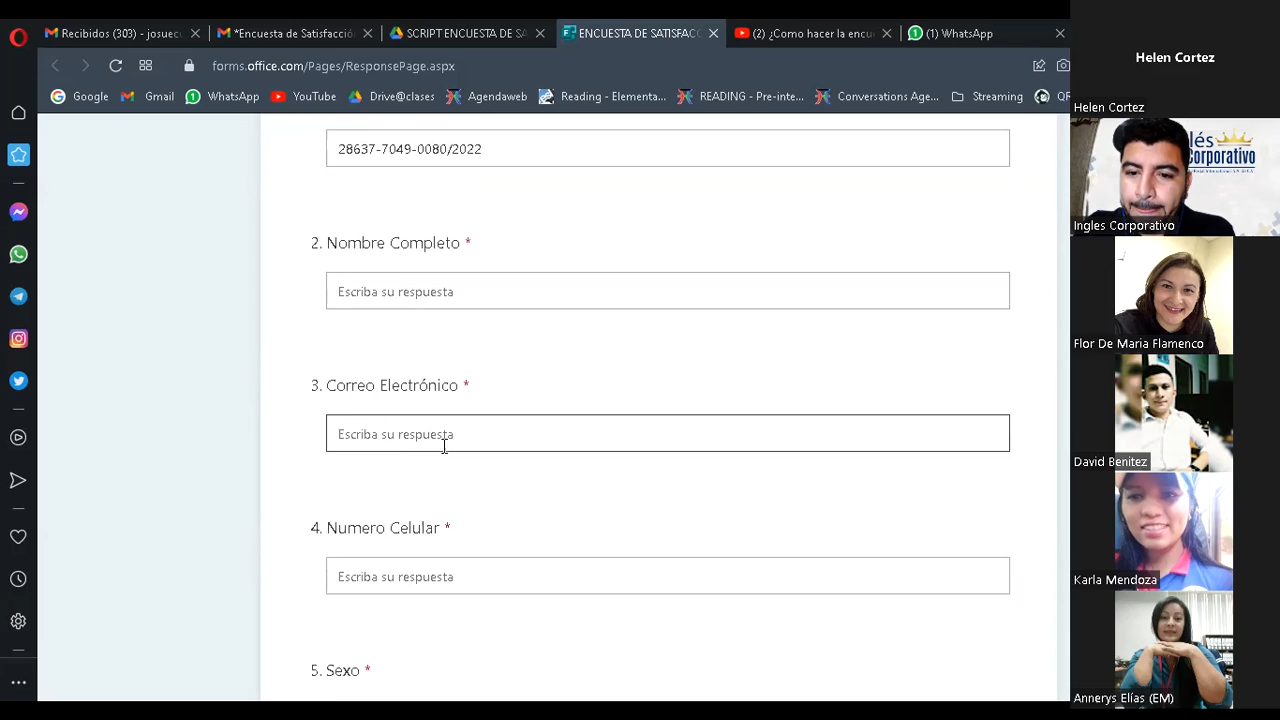 Recibidos (303) - josuec
*Encuesta de Satisfacció
SCRIPT ENCUESTA DE SA
ENCUESTA DE SATISFAC
(2) ¿Como hacer la encu
(1) WhatsApp
forms.office.com/Pages/ResponsePage.aspx
Google
Gmail
WhatsApp
YouTube
Drive@clases
Agendaweb
Reading - Elementa...
READING - Pre-inte...
Conversations Age...
Streaming
QR
28637-7049-0080/2022
2. Nombre Completo *
Escriba su respuesta
3. Correo Electrónico *
Escriba su respuesta
4. Numero Celular *
Escriba su respuesta
5. Sexo *
Helen Cortez
Helen Cortez
lés
Corporativo
Ingles Corporativo
Flor De Maria Flamenco
David Benitez
Karla Mendoza
Annerys Elías (EM)